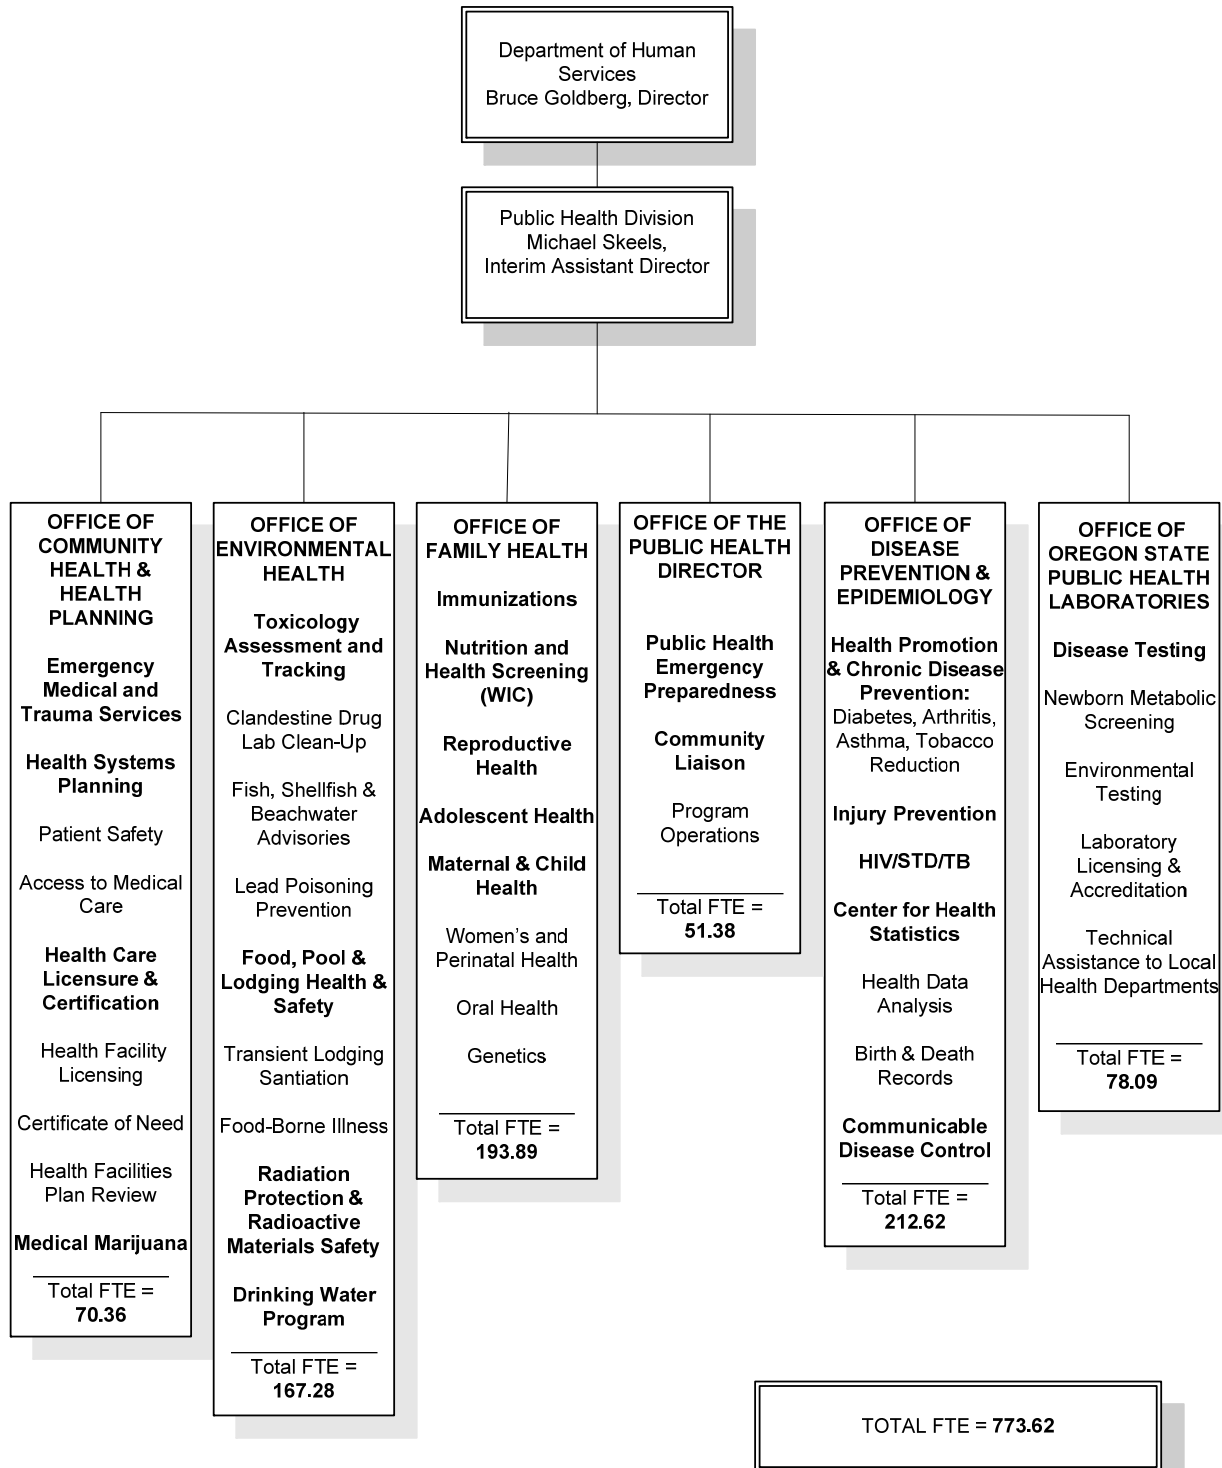 Department of Human
Services
Bruce Goldberg, Director
Public Health Division
Michael Skeels,
Interim Assistant Director
OFFICE OF
COMMUNITY
HEALTH &
HEALTH
PLANNING
Emergency
Medical and
Trauma Services
Health Systems
Planning
Patient Safety
Access to Medical
Care
Health Care
Licensure &
Certification
Health Facility
Licensing
Certificate of Need
Health Facilities
Plan Review
Medical Marijuana
Total FTE =
70.36
OFFICE OF
ENVIRONMENTAL
HEALTH
Toxicology
Assessment and
Tracking
Clandestine Drug
Lab Clean-Up
Fish, Shellfish &
Beachwater
Advisories
Lead Poisoning
Prevention
Food, Pool &
Lodging Health &
Safety
Transient Lodging
Santiation
Food-Borne Illness
Radiation
Protection &
Radioactive
Materials Safety
Drinking Water
Program
Total FTE =
167.28
OFFICE OF
FAMILY HEALTH
Immunizations
Nutrition and
Health Screening
(WIC)
Reproductive
Health
Adolescent Health
Maternal & Child
Health
Women's and
Perinatal Health
Oral Health
Genetics
Total FTE =
193.89
OFFICE OF THE
PUBLIC HEALTH
DIRECTOR
Public Health
Emergency
Preparedness
Community
Liaison
Program
Operations
Total FTE =
51.38
OFFICE OF
DISEASE
PREVENTION &
EPIDEMIOLOGY
Health Promotion
& Chronic Disease
Prevention:
Diabetes, Arthritis,
Asthma, Tobacco
Reduction
Injury Prevention
HIV/STD/TB
Center for Health
Statistics
Health Data
Analysis
Birth & Death
Records
Communicable
Disease Control
Total FTE =
212.62
OFFICE OF
OREGON STATE
PUBLIC HEALTH
LABORATORIES
Disease Testing
Newborn Metabolic
Screening
Environmental
Testing
Laboratory
Licensing &
Accreditation
Technical
Assistance to Local
Health Departments
Total FTE =
78.09
TOTAL FTE = 773.62